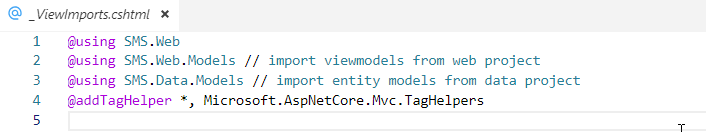 _ViewImports.cshtml
1 @using SMS.Web
2 @using SMS.Web.Models // import viewmodels from web project
3 @using SMS.Data.Models // import entity models from data project
4 @addTagHelper *, Microsoft.AspNetCore.Mvc.TagHelpers
5